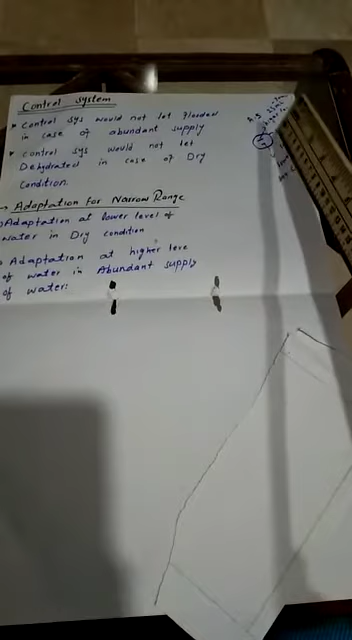 Control System
Control sys would not let flooded
in case of abundant supply
control sys would not let
Dehydrated in case of Dry
Condition.
→ Adaptation for Narrow Range
Adaptation at lower level of
water in Dry condition
Adaptation at higher leve
of water in Abundant supply
of water: